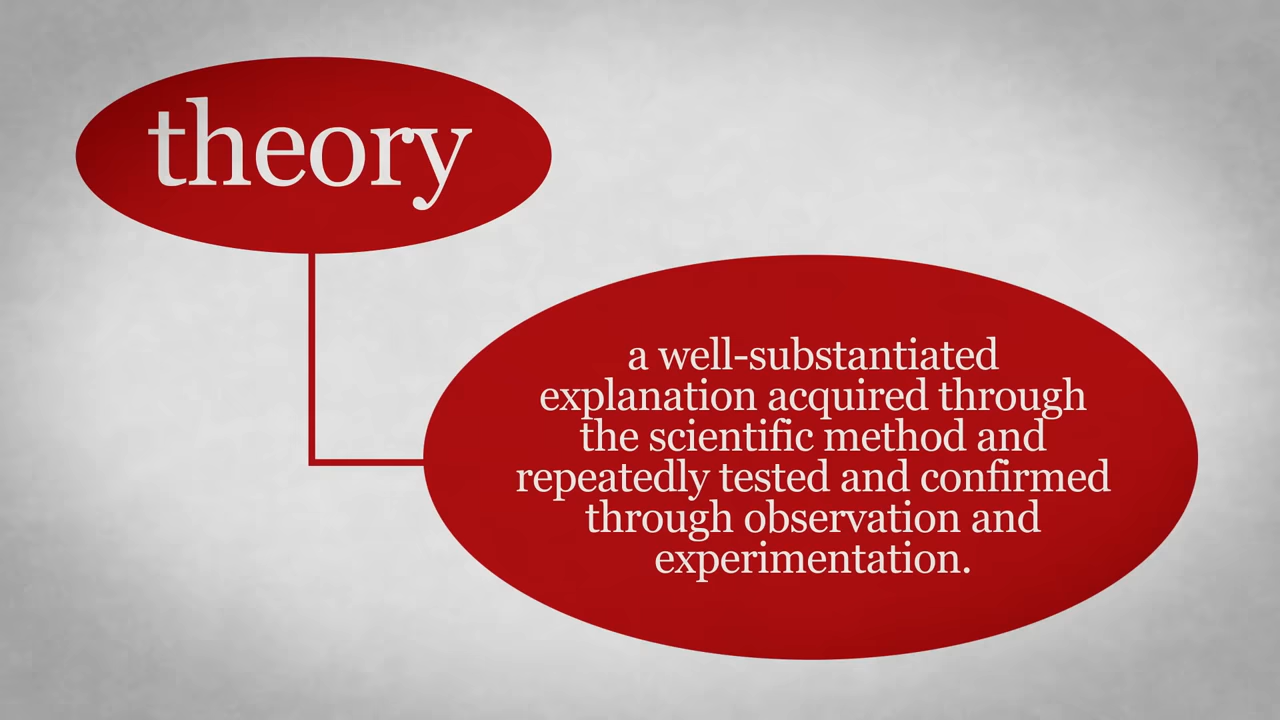 theory
a well-substantiated
explanation acquired through
the scientific method and
repeatedly tested and confirmed
through observation and
experimentation.